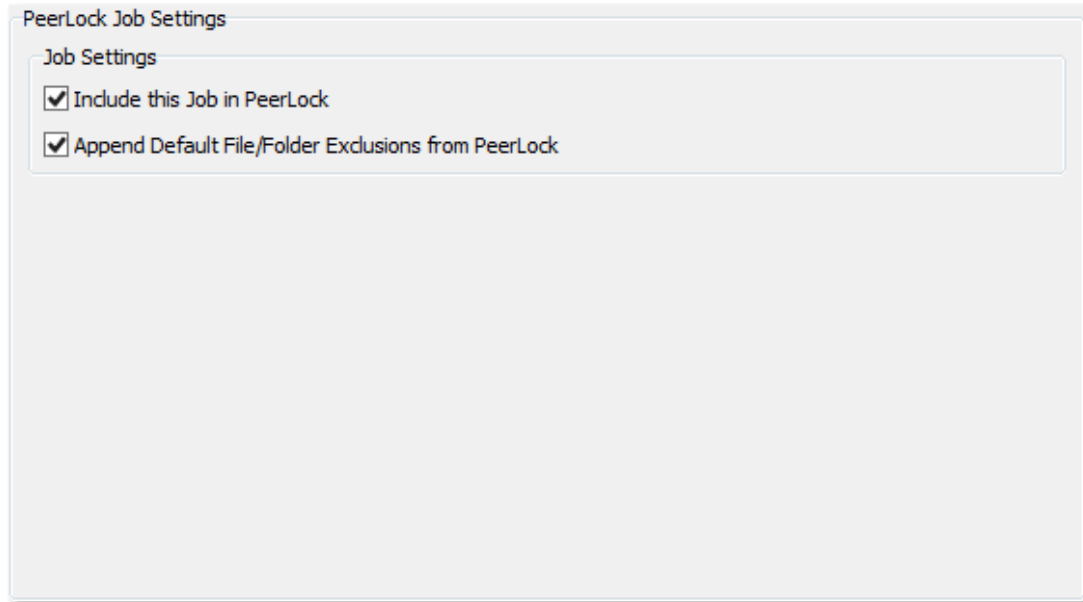 PeerLock Job Settings
Job Settings
Include this Job in PeerLock
Append Default File/Folder Exclusions from PeerLock